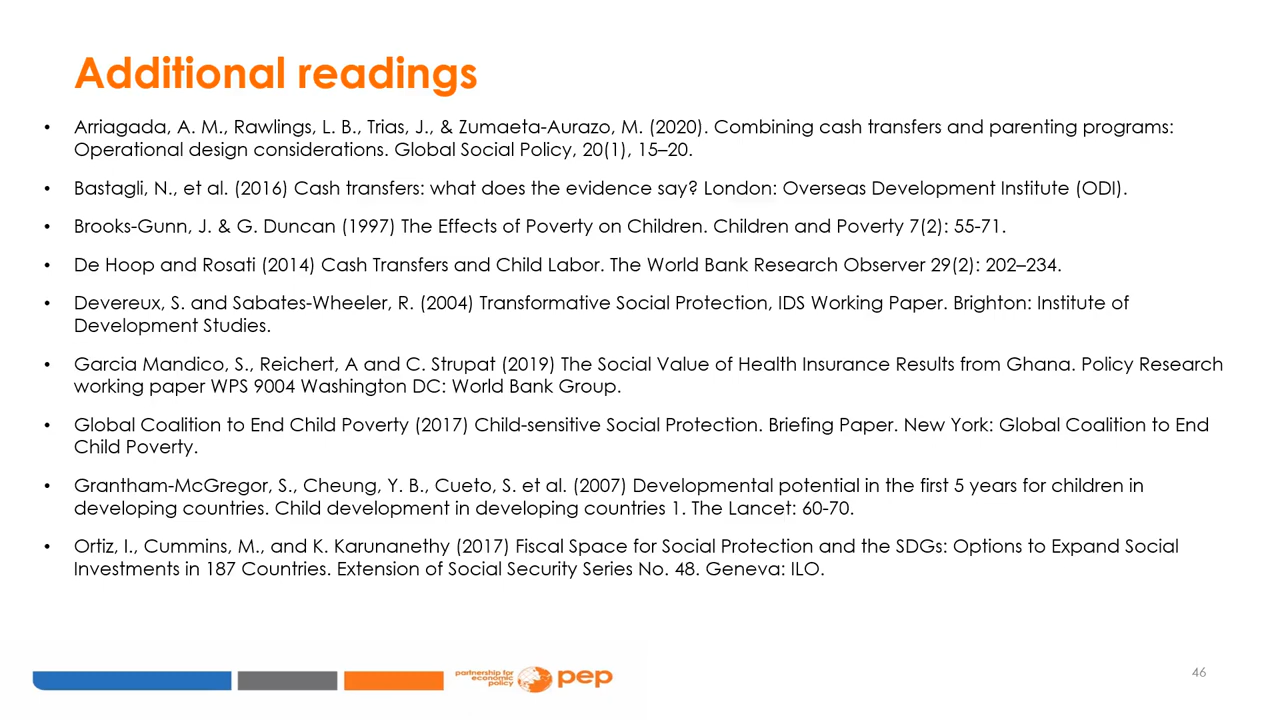 Additional readings
• Arriagada, A. M., Rawlings, L. B., Trias, J., & Zumaeta-Aurazo, M. (2020). Combining cash transfers and parenting programs:
Operational design considerations. Global Social Policy, 20(1), 15–20.
• Bastagli, N., et al. (2016) Cash transfers: what does the evidence say? London: Overseas Development Institute (ODI).
• Brooks-Gunn, J. & G. Duncan (1997) The Effects of Poverty on Children. Children and Poverty 7(2): 55-71.
• De Hoop and Rosati (2014) Cash Transfers and Child Labor. The World Bank Research Observer 29(2): 202–234.
• Devereux, S. and Sabates-Wheeler, R. (2004) Transformative Social Protection, IDS Working Paper. Brighton: Institute of
Development Studies.
• Garcia Mandico, S., Reichert, A and C. Strupat (2019) The Social Value of Health Insurance Results from Ghana. Policy Research
working paper WPS 9004 Washington DC: World Bank Group.
• Global Coalition to End Child Poverty (2017) Child-sensitive Social Protection. Briefing Paper. New York: Global Coalition to End
Child Poverty.
• Grantham-McGregor, S., Cheung, Y. B., Cueto, S. et al. (2007) Developmental potential in the first 5 years for children in
developing countries. Child development in developing countries 1. The Lancet: 60-70.
• Ortiz, I., Cummins, M., and K. Karunanethy (2017) Fiscal Space for Social Protection and the SDGs: Options to Expand Social
Investments in 187 Countries. Extension of Social Security Series No. 48. Geneva: ILO.
partnership for
economic
policy
pep
46